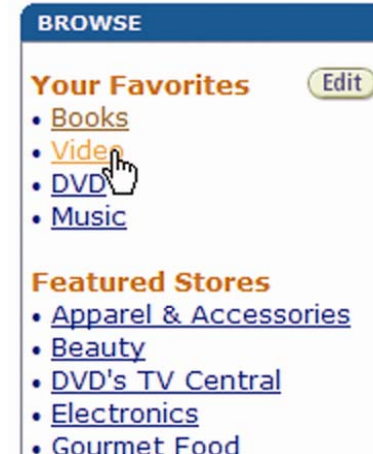 BROWSE
Your Favorites Edit
• Books
• Video
• DVD
• Music
Featured Stores
• Apparel & Accessories
• Beauty
• DVD's TV Central
• Electronics
• Gourmet Food